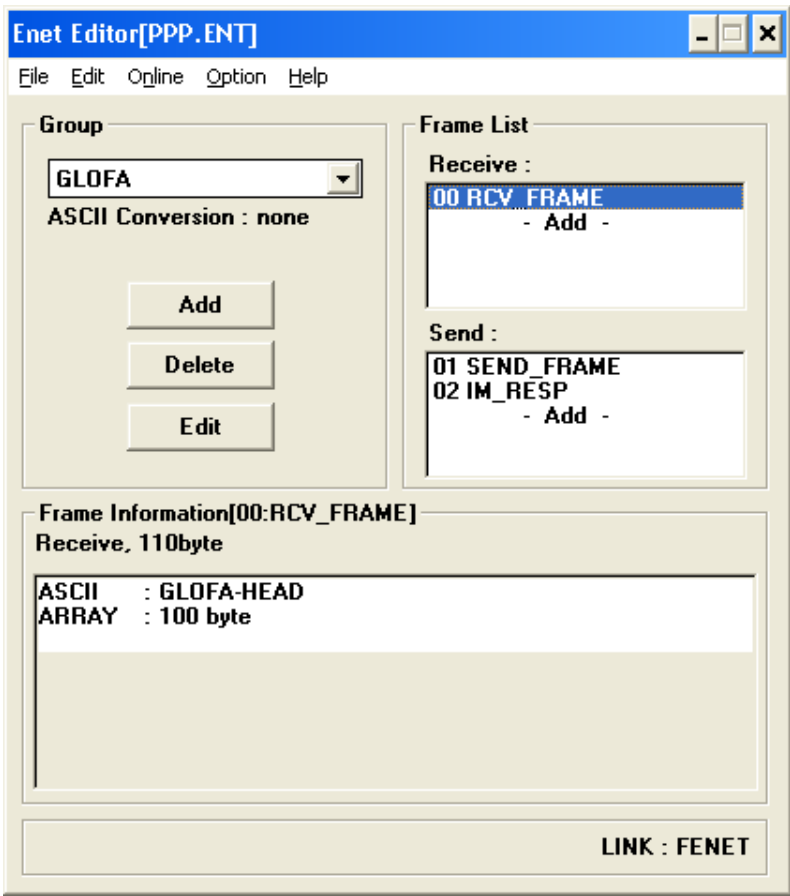 Enet Editor[PPP.ENT]
File Edit Online Option Help
Group
GLOFA
ASCII Conversion : none
Add
Delete
Edit
Frame List
Receive :
00 RCV_FRAME
- Add -
Send :
01 SEND_FRAME
02 IM_RESP
- Add -
Frame Information[00:RCV_FRAME]
Receive, 110byte
ASCII : GLOFA-HEAD
ARRAY : 100 byte
LINK : FENET